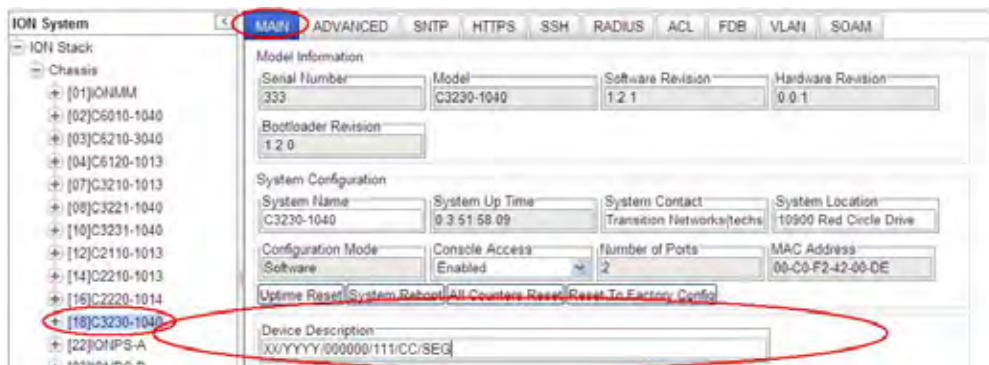 ION System
ION Stack
Chassis
[01]IONMM
[02]C6010-1040
[03]C6210-3040
[04]C6120-1013
[07]C3210-1013
[08]C3221-1040
[10]C3231-1040
[12]C2110-1013
[14]C2210-1013
[16]C2220-1014
[18]C3230-1040
[22]IONPS-A
MAIN ADVANCED SNTP HTTPS SSH RADIUS ACL FDB VLAN SOAM
Model Information
Serial Number Model Software Revision Hardware Revision
333 C3230-1040 1.2.1 0.0.1
Bootloader Revision
1.2.0
System Configuration
System Name System Up Time System Contact System Location
C3230-1040 0:3:51:58.09 Transition Networks(techs 10900 Red Circle Drive
Configuration Mode Console Access Number of Ports MAC Address
Software Enabled 2 00-C0-F2-42-00-DE
Uptime Reset System Reboot All Counters Reset Reset To Factory Config
Device Description
XX/YYYY/000000/111/CC/SEG